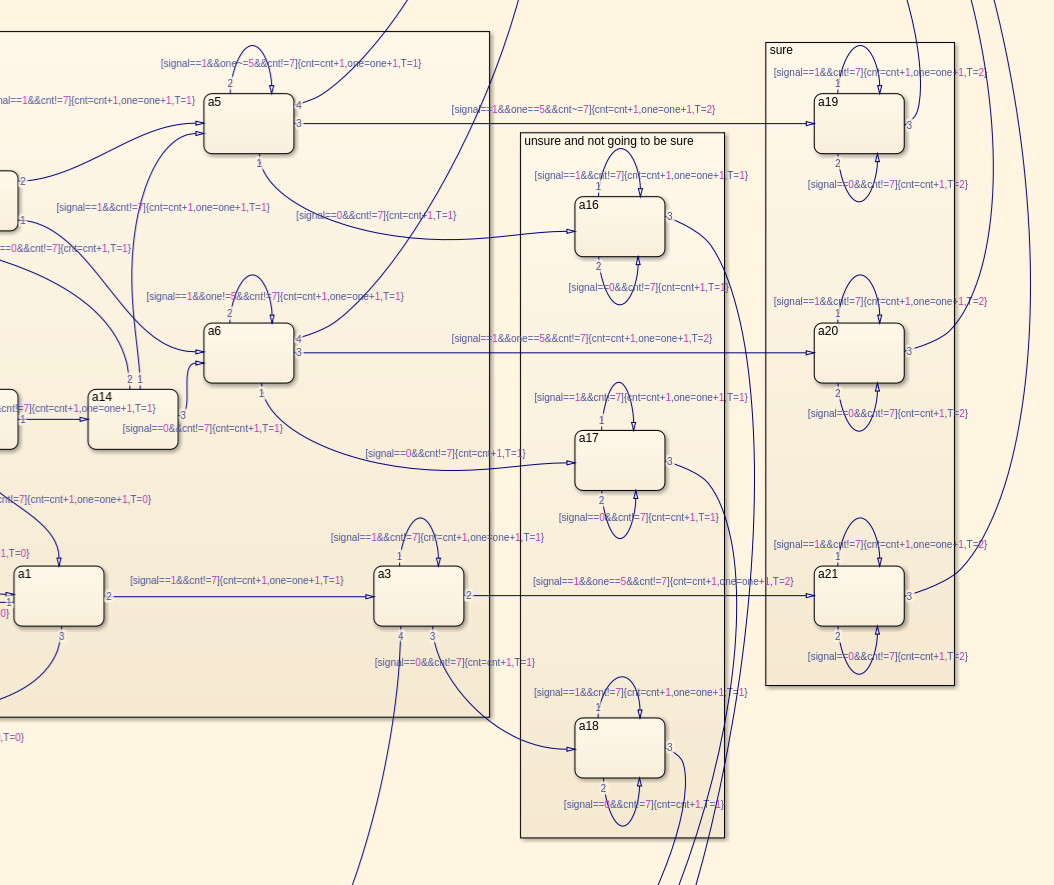 sure
[signal==1&&one~=5&&cnt!=7]{cnt=cnt+1,one=one+1,T=1}
[signal==1&&cnt!=7]{cnt=cnt+1,one=one+1,T=2}
2
1
a5
a19
nal==1&&cnt!=7]{cnt=cnt+1,one=one+1,T=1}
4
[signal==1&&one==5&&cnt~=7]{cnt=cnt+1,one=one+1,T=2}
3
3
unsure and not going to be sure
1
2
[signal==1&&cnt!=7]{cnt=cnt+1,one=one+1,T=1}
2
1
[signal==0&&cnt!=7]{cnt=cnt+1,T=2}
a16
[signal==1&&cnt!=7]{cnt=cnt+1,one=one+1,T=1}
[signal==0&&cnt!=7]{cnt=cnt+1,T=1}
3
1
==0&&cnt!=7]{cnt=cnt+1,T=1}
2
[signal==0&&cnt!=7]{cnt=cnt+1,T=1}
[signal==1&&one!=5&&cnt!=7]{cnt=cnt+1,one=one+1,T=1}
[signal==1&&cnt!=7]{cnt=cnt+1,one=one+1,T=2}
2
1
a6
a20
4
[signal==1&&one==5&&cnt!=7]{cnt=cnt+1,one=one+1,T=2}
3
3
2 1
1
2
a14
[signal==1&&cnt!=7]{cnt=cnt+1,one=one+1,T=1}
cnt!=7]{cnt=cnt+1,one=one+1,T=1}
3
[signal==0&&cnt!=7]{cnt=cnt+1,T=2}
1
1
[signal==0&&cnt!=7]{cnt=cnt+1,T=1}
a17
[signal==0&&cnt!=7]{cnt=cnt+1,T=1}
3
2
cnt!=7]{cnt=cnt+1,one=one+1,T=0}
[signal==0&&cnt!=7]{cnt=cnt+1,T=1}
[signal==1&&cnt!=7]{cnt=cnt+1,one=one+1,T=1}
[signal==1&&cnt!=7]{cnt=cnt+1,one=one+1,T=2}
1,T=0}
1
1
a1
a3
a21
[signal==1&&cnt!=7]{cnt=cnt+1,one=one+1,T=1}
[signal==1&&one==5&&cnt!=7]{cnt=cnt+1,one=one+1,T=2}
1
2
2
3
0}
3
4
3
2
[signal==0&&cnt!=7]{cnt=cnt+1,T=1}
[signal==0&&cnt!=7]{cnt=cnt+1,T=2}
[signal==1&&cnt!=7]{cnt=cnt+1,one=one+1,T=1}
1
a18
,T=0}
3
2
[signal==0&&cnt!=7]{cnt=cnt+1,T=1}